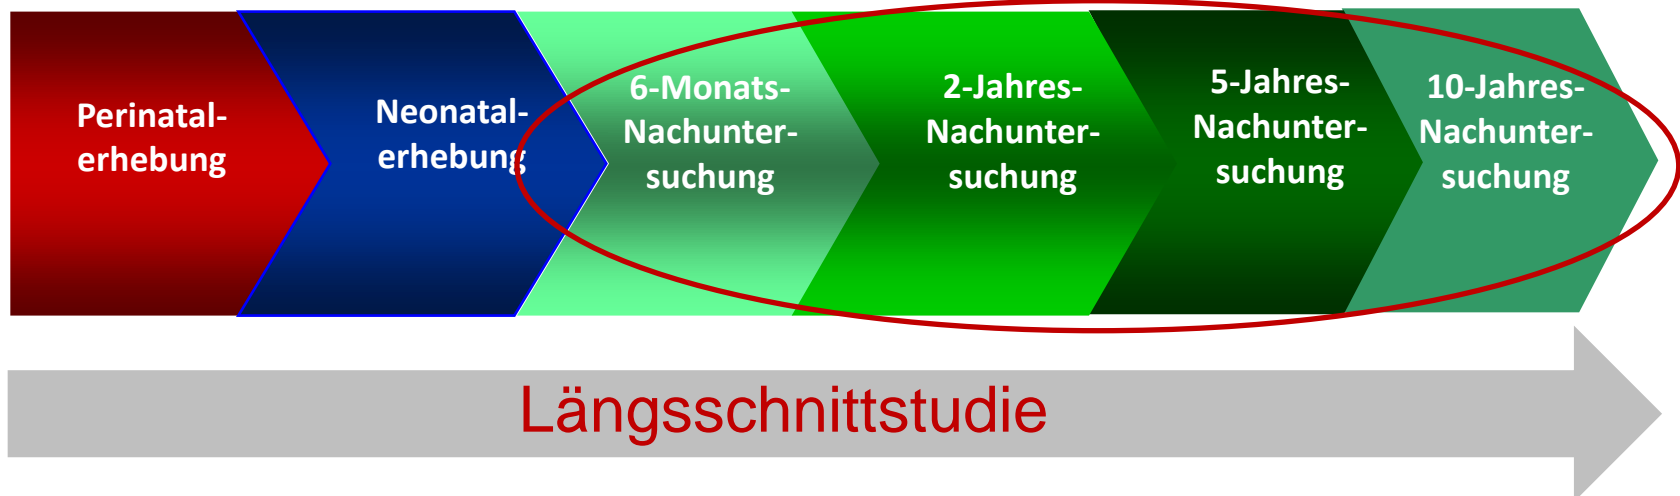 Perinatal-
erhebung
Neonatal-
erhebung
6-Monats-
Nachunter-
suchung
2-Jahres-
Nachunter-
suchung
5-Jahres-
Nachunter-
suchung
10-Jahres-
Nachunter-
suchung
Längsschnittstudie